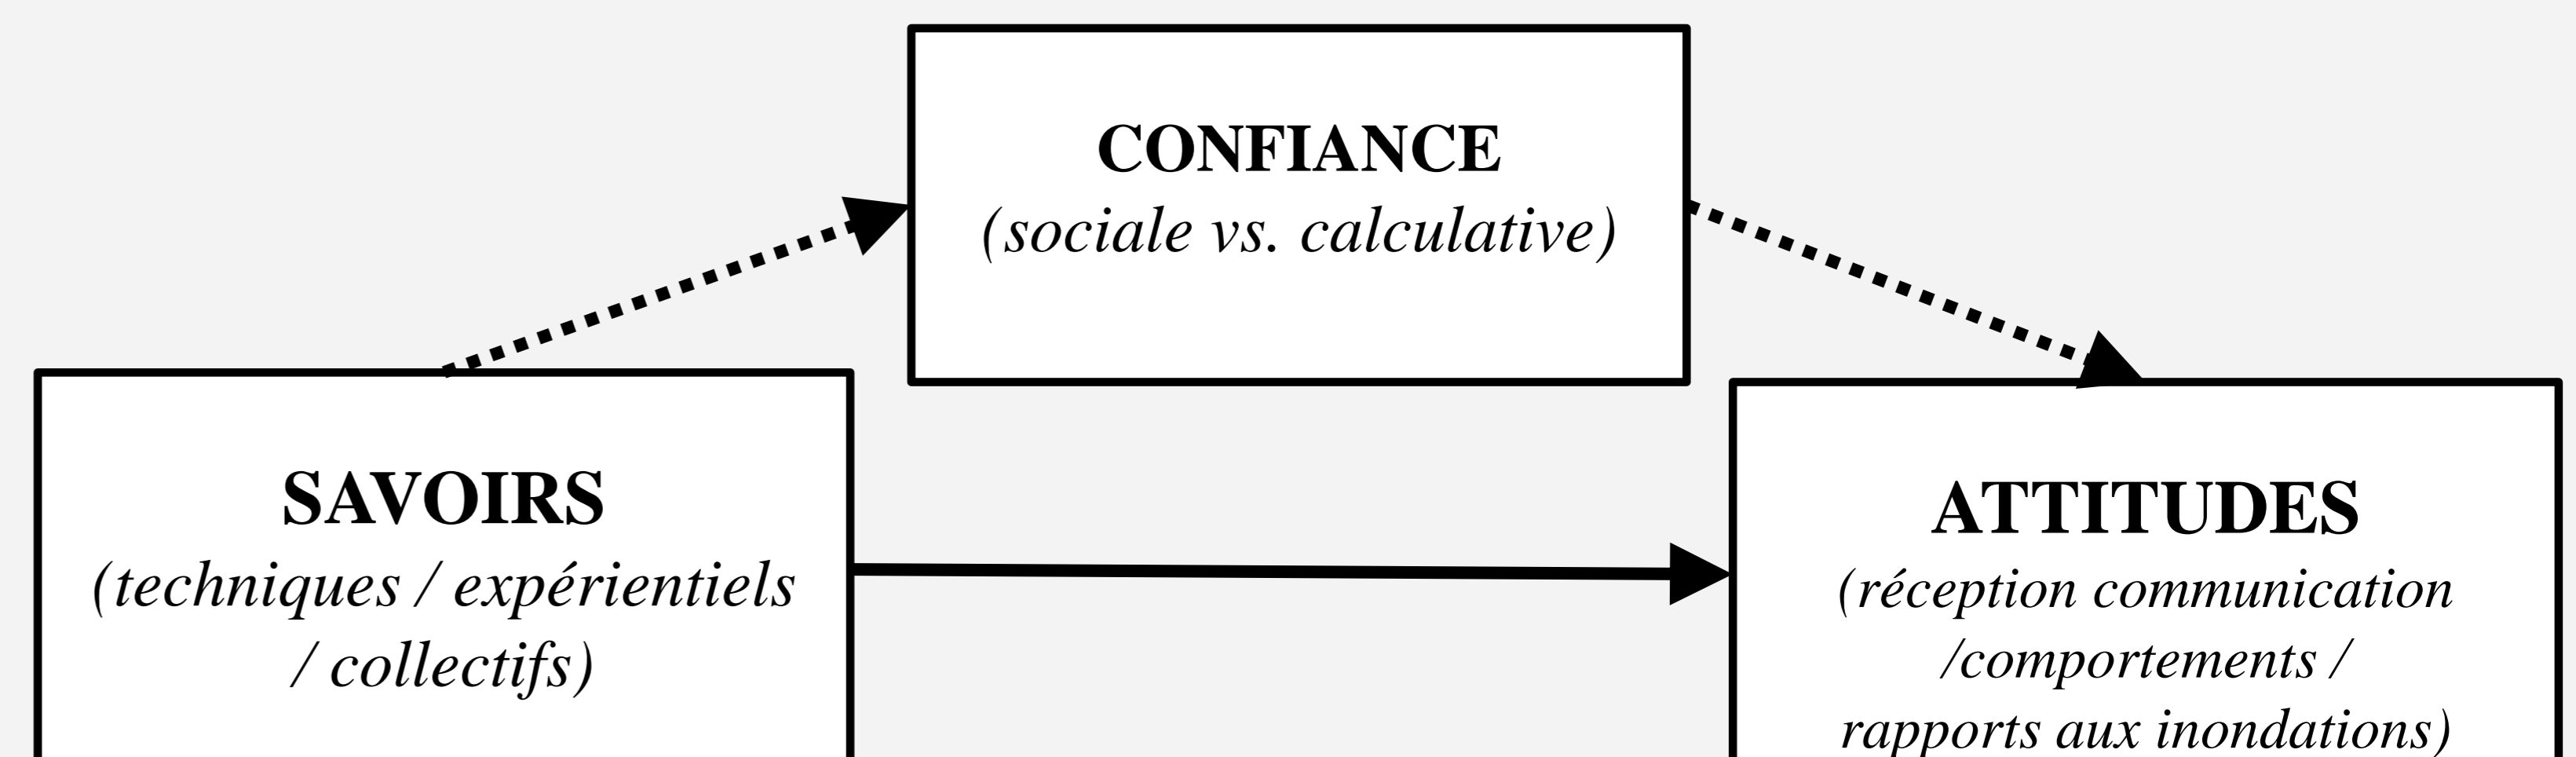 CONFIANCE
(sociale vs. calculative)
SAVOIRS
(techniques / expérientiels
/ collectifs)
ATTITUDES
(réception communication
/comportements /
rapports aux inondations)